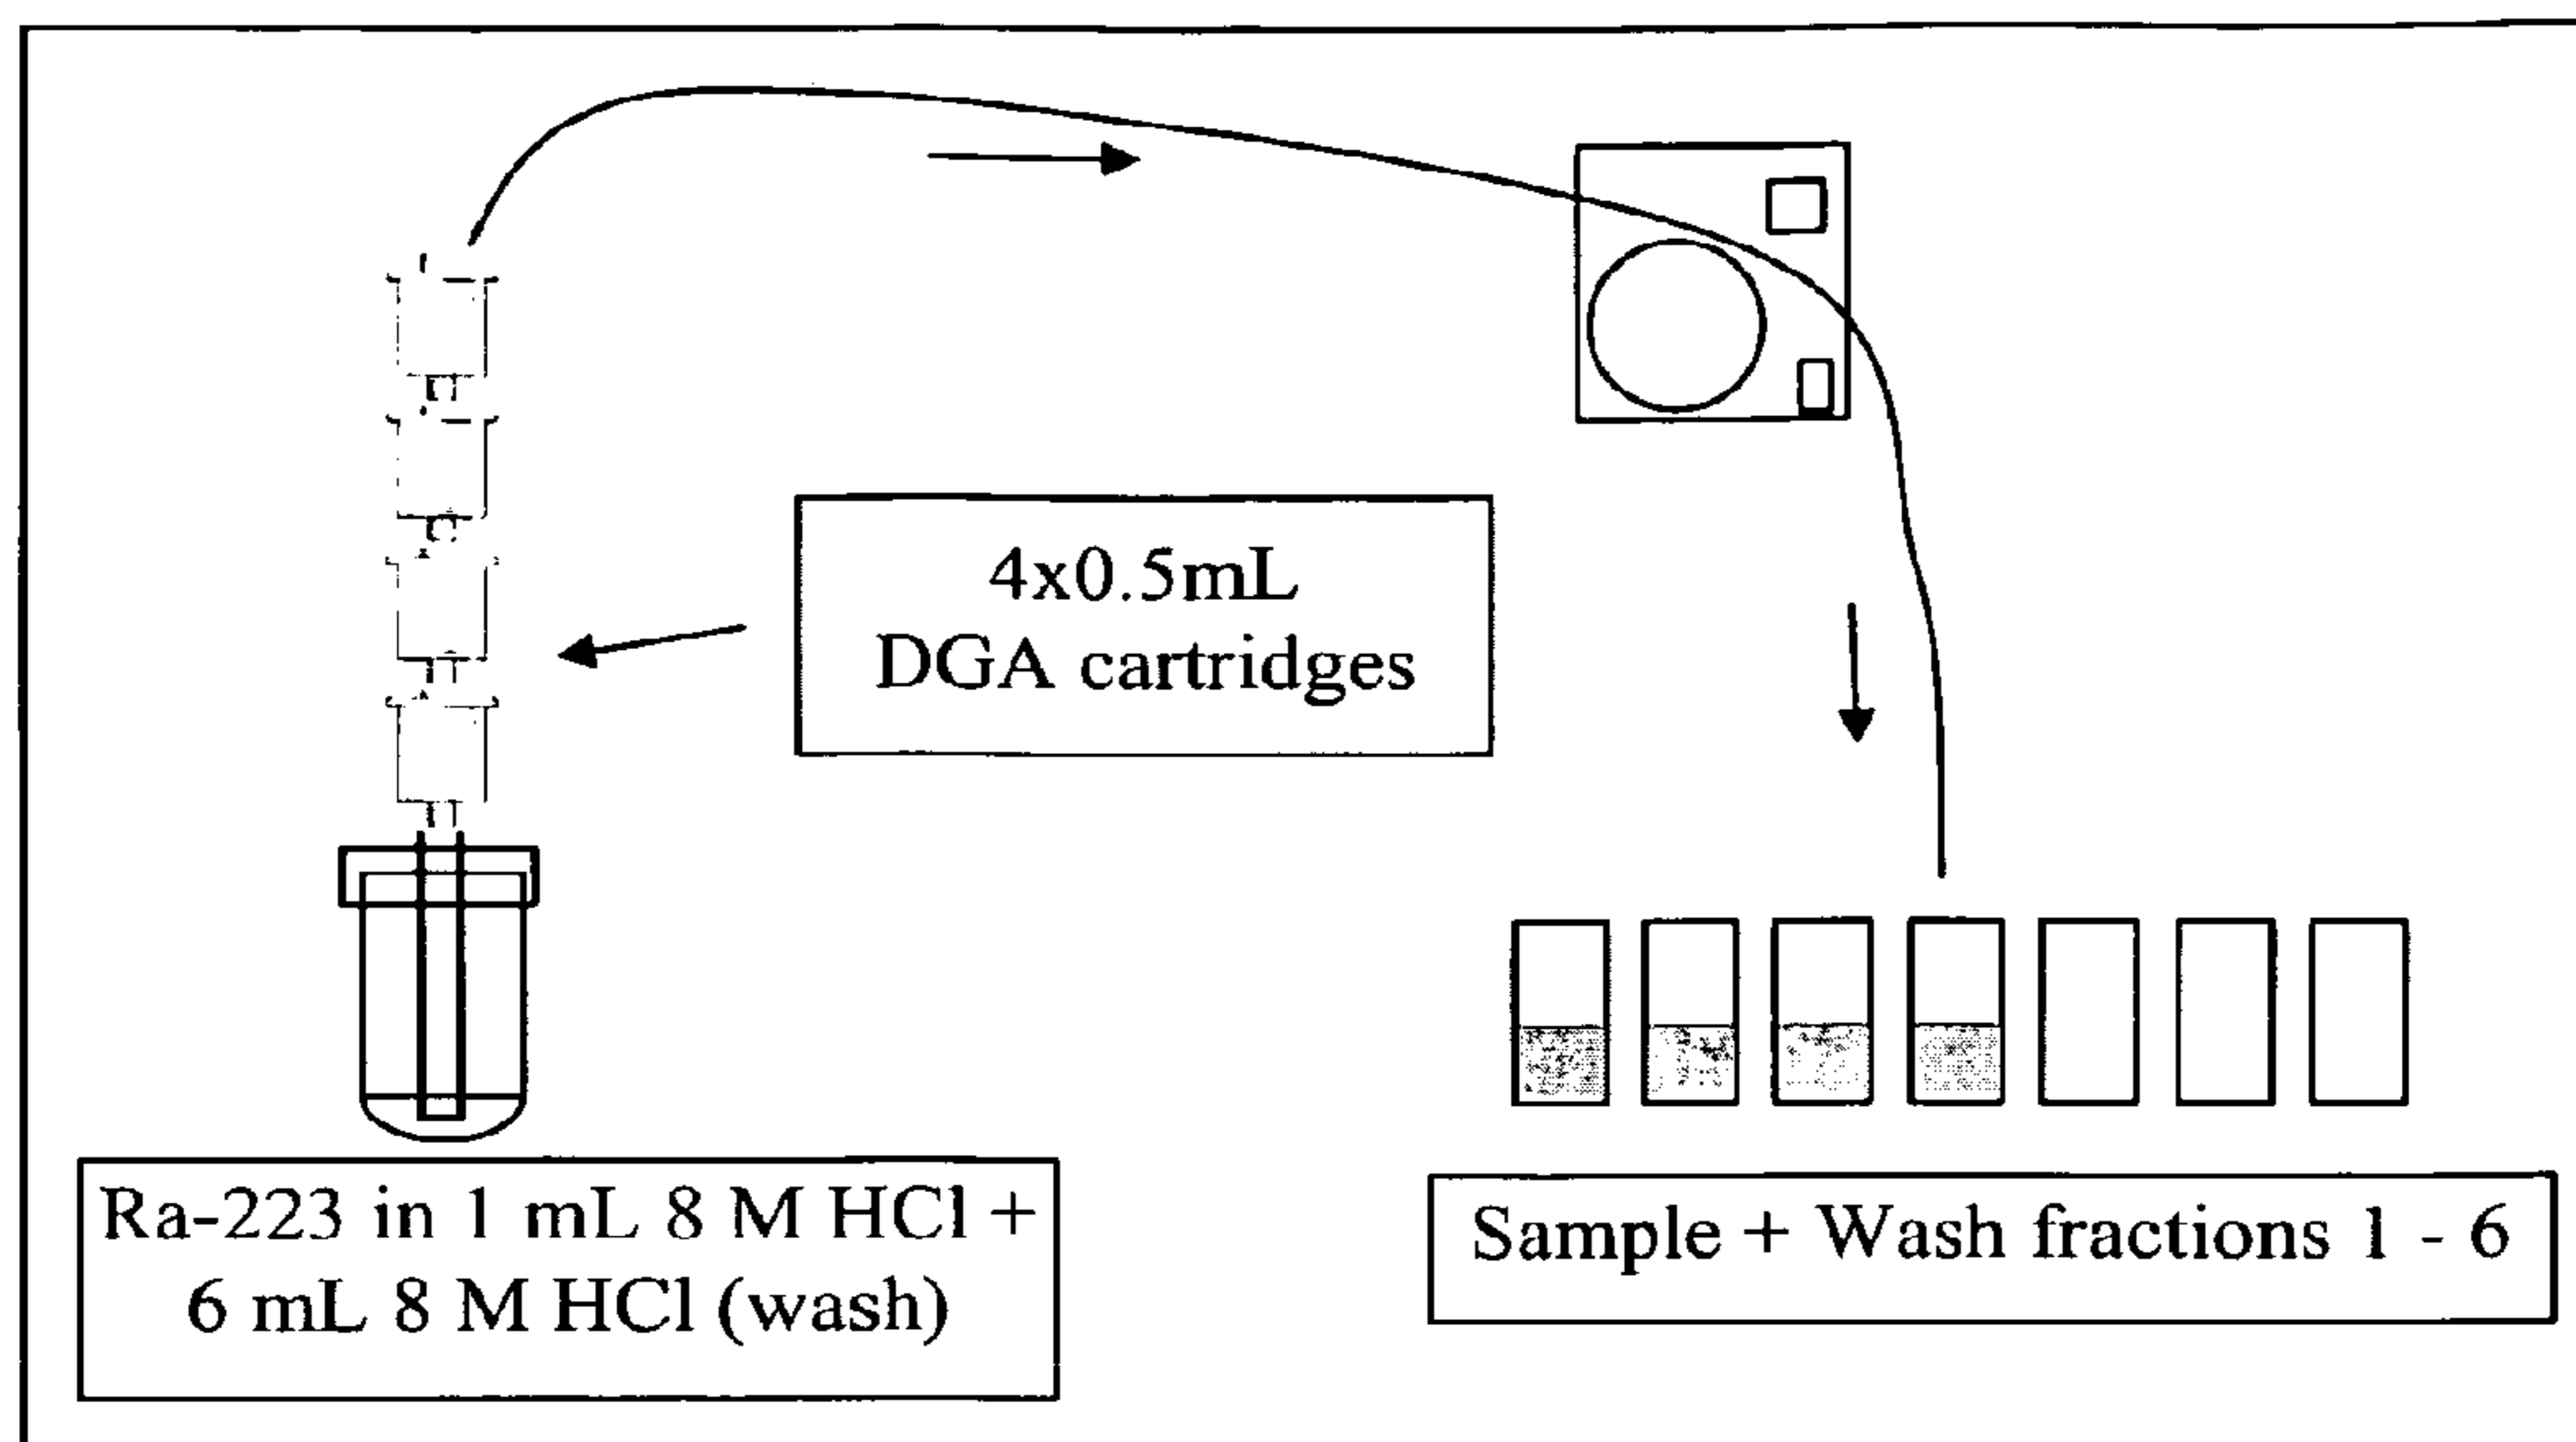 4x0.5mL
DGA cartridges
Ra-223 in 1 mL 8 M HCl +
6 mL 8 M HCl (wash)
Sample + Wash fractions 1 - 6